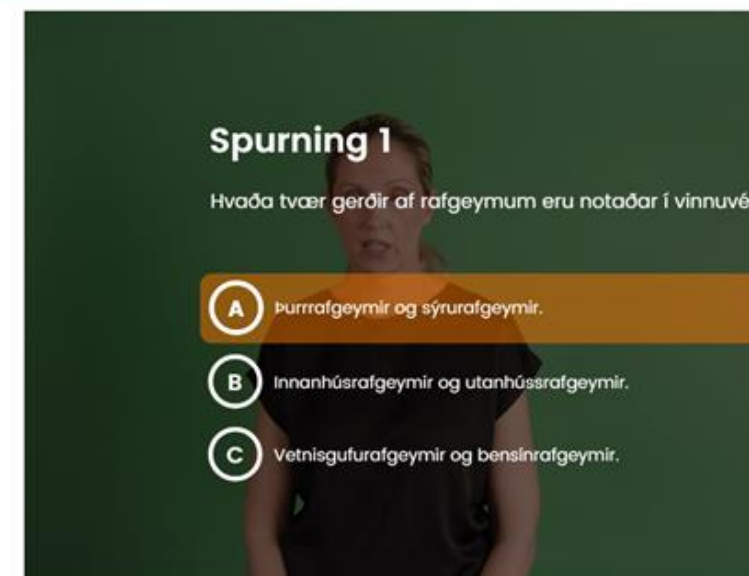 Spurning 1
Hvaða tvær gerðir af rafgeymum eru notaðar í vinnuvé
A Þurrrafgeymir og sýrurafgeymir.
B Innanhúsrafgeymir og utanhússrafgeymir.
C Vetnisgufurafgeymir og bensínrafgeymir.